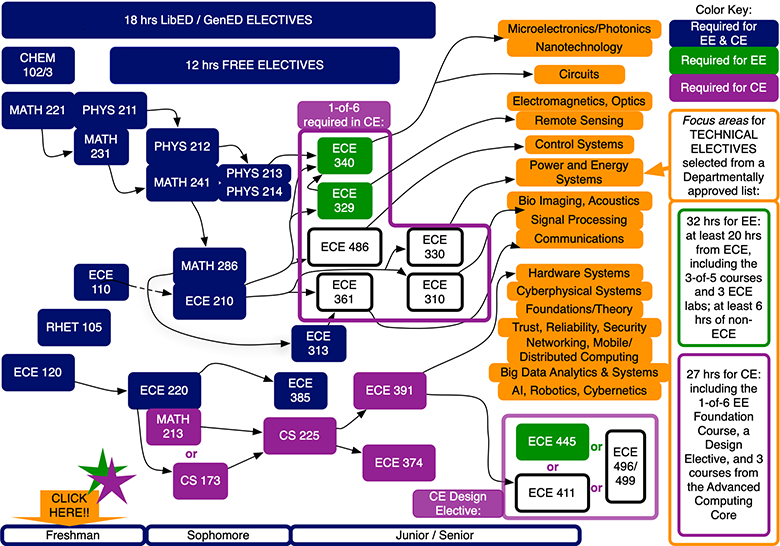 18 hrs LibED / GenED ELECTIVES
CHEM
102/3
12 hrs FREE ELECTIVES
MATH 221
PHYS 211
MATH
231
PHYS 212
MATH 241
PHYS 213
PHYS 214
1-of-6
required in CE:
ECE
340
ECE
329
ECE 486
ECE
330
ECE
361
ECE
310
MATH 286
ECE 210
ECE
110
RHET 105
ECE
313
ECE 120
ECE 220
ECE
385
MATH
213
or
CS 173
CS 225
ECE 391
ECE 374
CE Design
Elective:
ECE 445
or
or
ECE 411
or
ECE
496/
499
Microelectronics/Photonics
Nanotechnology
Circuits
Electromagnetics, Optics
Remote Sensing
Control Systems
Power and Energy
Systems
Bio Imaging, Acoustics
Signal Processing
Communications
Hardware Systems
Cyberphysical Systems
Foundations/Theory
Trust, Reliability, Security
Networking, Mobile/
Distributed Computing
Big Data Analytics & Systems
AI, Robotics, Cybernetics
Color Key:
Required for
EE & CE
Required for EE
Required for CE
Focus areas for
TECHNICAL
ELECTIVES
selected from a
Departmentally
approved list:
32 hrs for EE:
at least 20 hrs
from ECE,
including the
3-of-5 courses
and 3 ECE
labs; at least 6
hrs of non-
ECE
27 hrs for CE:
including the
1-of-6 EE
Foundation
Course, a
Design
Elective, and 3
courses from
the Advanced
Computing
Core
CLICK
HERE!!
Freshman
Sophomore
Junior / Senior